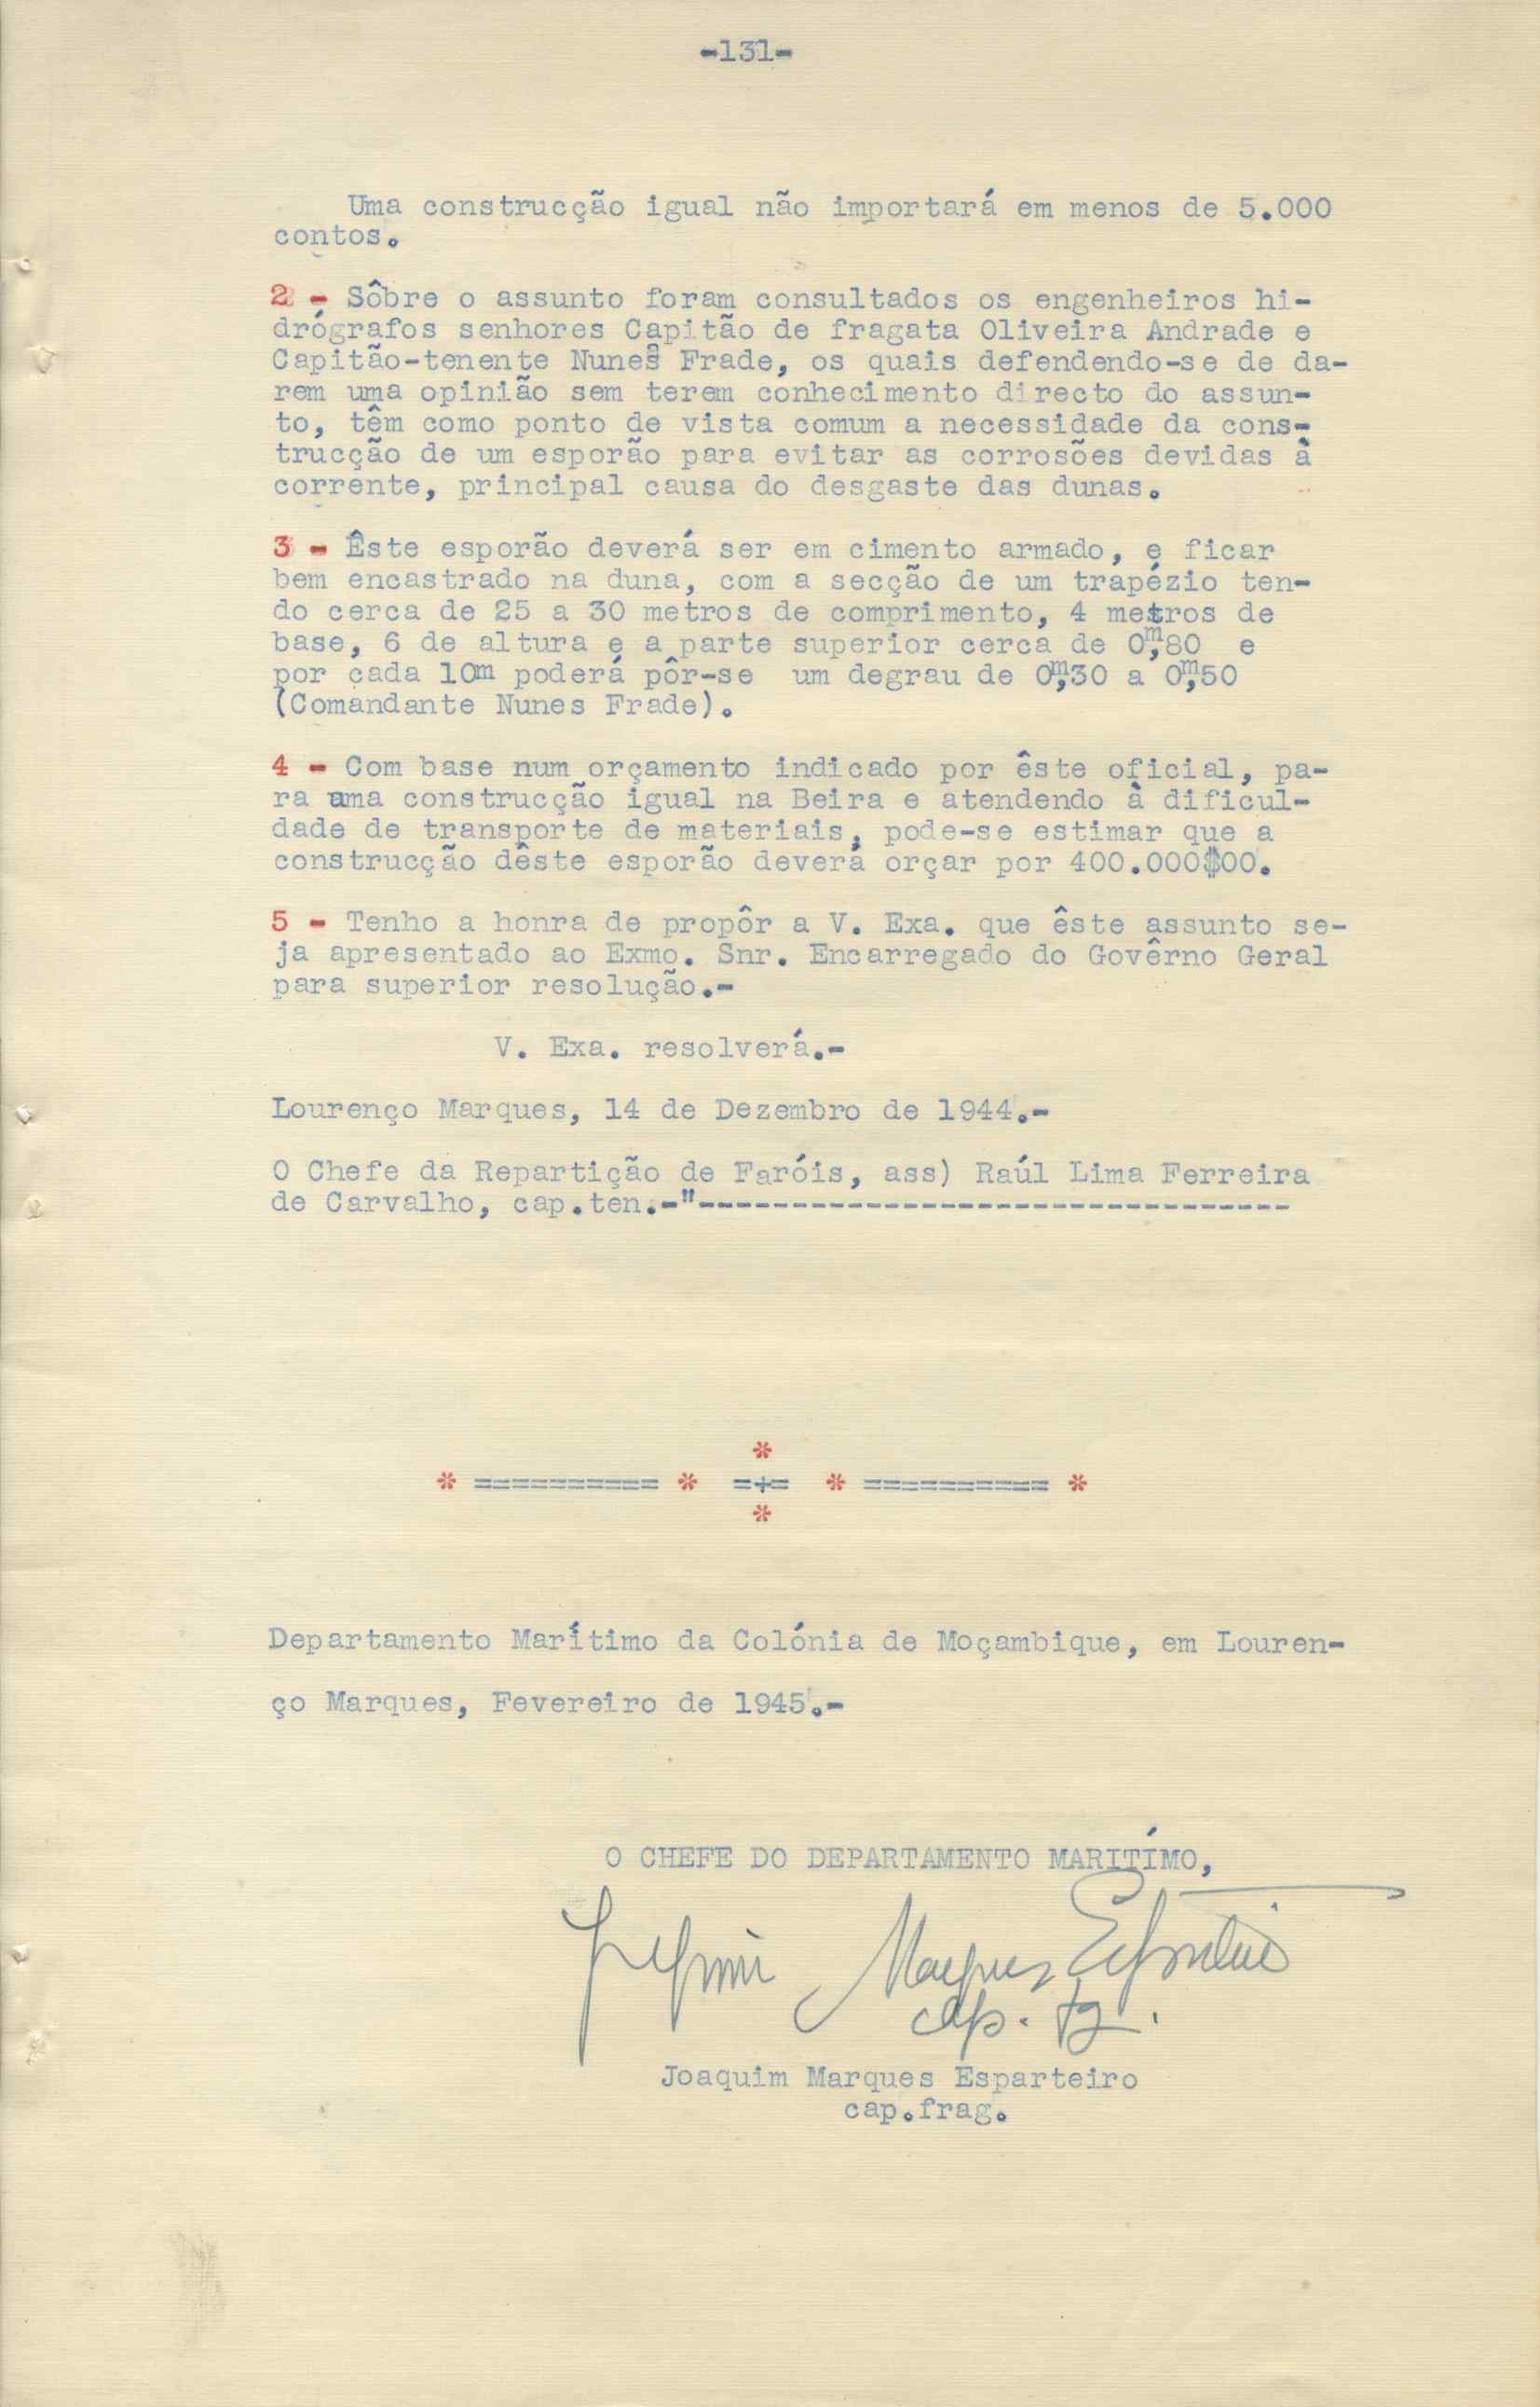 -131-
Uma construcção igual não importará em menos de 5.000
contos.
2 - Sôbre o assunto foram consultados os engenheiros hi-
drógrafos senhores Capitão de fragata Oliveira Andrade e
Capitão-tenente Nunes Frade, os quais defendendo-se de da-
rem uma opinião sem terem conhecimento directo do assun-
to, têm como ponto de vista comum a necessidade da cons-
trucção de um esporão para evitar as corrosões devidas à
corrente, principal causa do desgaste das dunas.
3 - Êste esporão deverá ser em cimento armado, e ficar
bem encastrado na duna, com a secção de um trapézio ten-
do cerca de 25 a 30 metros de comprimento, 4 metros de
base, 6 de altura e a parte superior cerca de 0m,80 e
por cada 10m poderá pôr-se um degrau de 0m,30 a 0m,50
(Comandante Nunes Frade).
4 - Com base num orçamento indicado por êste oficial, pa-
ra uma construcção igual na Beira e atendendo à dificul-
dade de transporte de materiais, pode-se estimar que a
construcção dêste esporão deverá orçar por 400.000$00.
5 - Tenho a honra de propôr a V. Exa. que êste assunto se-
ja apresentado ao Exmo. Snr. Encarregado do Govêrno Geral
para superior resolução.-
V. Exa. resolverá.-
Lourenço Marques, 14 de Dezembro de 1944.-
O Chefe da Repartição de Faróis, ass) Raúl Lima Ferreira
de Carvalho, cap.ten.-"--------------------------------
*
* ========== * =+= * ========== *
*
Departamento Marítimo da Colónia de Moçambique, em Louren-
ço Marques, Fevereiro de 1945.-
O CHEFE DO DEPARTAMENTO MARITÍMO,
Joaquim Marques Esparteiro
cap. fg.
Joaquim Marques Esparteiro
cap.frag.